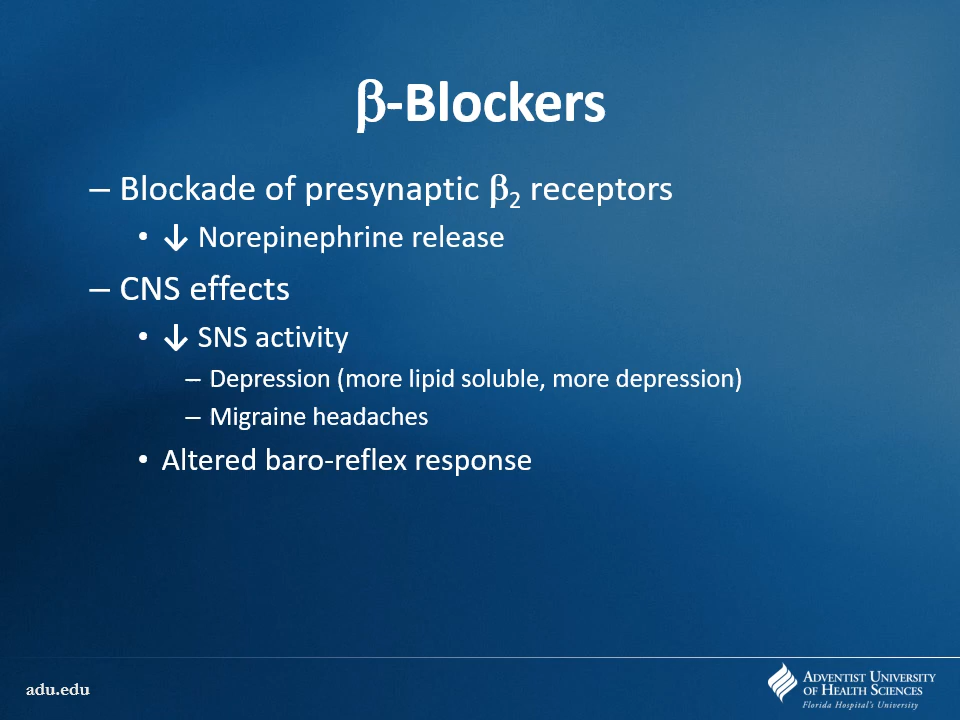 β-Blockers
– Blockade of presynaptic β₂ receptors
• ↓ Norepinephrine release
– CNS effects
• ↓ SNS activity
– Depression (more lipid soluble, more depression)
– Migraine headaches
• Altered baro-reflex response
adu.edu
Adventist University
of Health Sciences
Florida Hospital's University